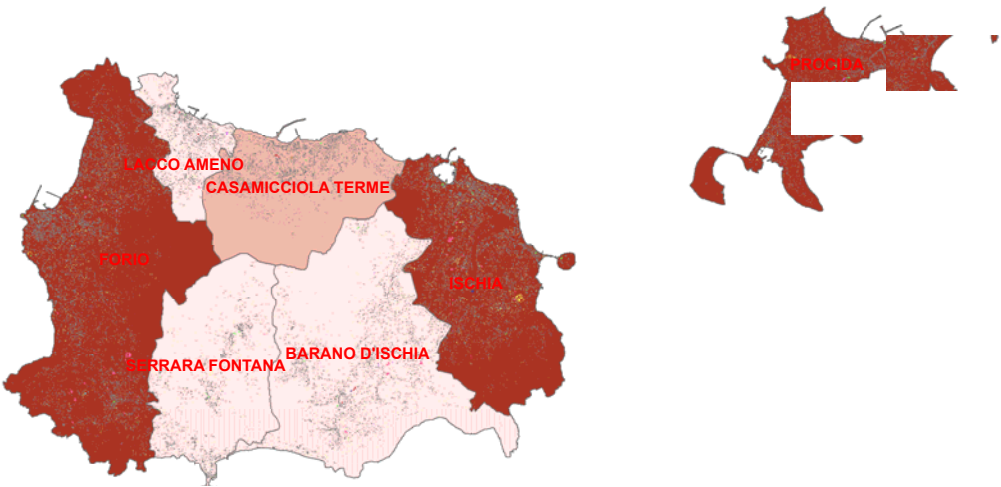 PROCIDA
LACCO AMENO
CASAMICCIOLA TERME
FORIO
ISCHIA
BARANO D'ISCHIA
SERRARA FONTANA